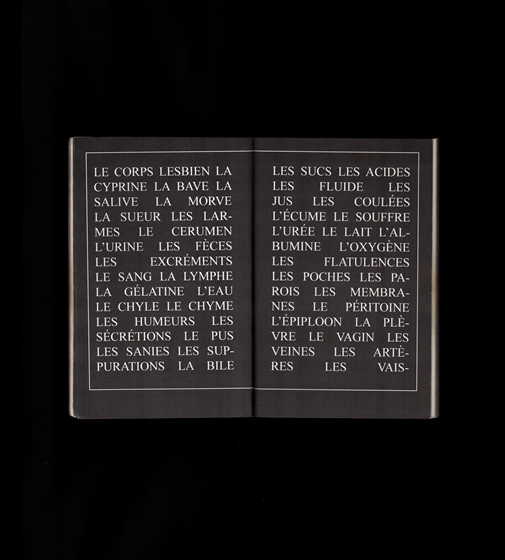 LE CORPS LESBIEN LA
CYPRINE LA BAVE LA
SALIVE LA MORVE
LA SUEUR LES LAR-
MES LE CERUMEN
L'URINE LES FÈCES
LES EXCRÉMENTS
LE SANG LA LYMPHE
LA GÉLATINE L'EAU
LE CHYLE LE CHYME
LES HUMEURS LES
SÉCRÉTIONS LE PUS
LES SANIES LES SUP-
PURATIONS LA BILE
LES SUCS LES ACIDES
LES FLUIDE LES
JUS LES COULÉES
L'ÉCUME LE SOUFFRE
L'URÉE LE LAIT L'AL-
BUMINE L'OXYGÈNE
LES FLATULENCES
LES POCHES LES PA-
ROIS LES MEMBRA-
NES LE PÉRITOINE
L'ÉPIPLOON LA PLÈ-
VRE LE VAGIN LES
VEINES LES ARTÈ-
RES LES VAIS-